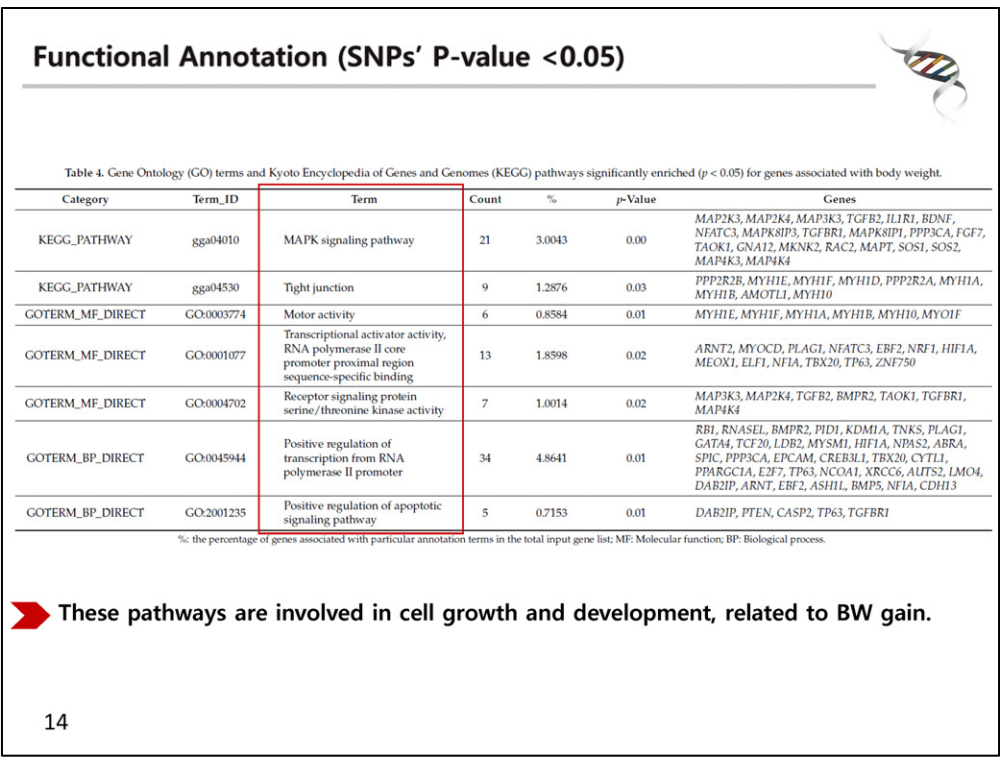 Functional Annotation (SNPs' P-value <0.05)
Table 4. Gene Ontology (GO) terms and Kyoto Encyclopedia of Genes and Genomes (KEGG) pathways significantly enriched (p < 0.05) for genes associated with body weight.
Category Term_ID Term Count % p-Value Genes
KEGG_PATHWAY gga04010 MAPK signaling pathway 21 3.0043 0.00 MAP2K3, MAP2K4, MAP3K3, TGFB2, IL1R1, BDNF,
NFATC3, MAPK8IP3, TGFBR1, MAPK8IP1, PPP3CA, FGF7,
TAOK1, GNA12, MKNK2, RAC2, MAPT, SOS1, SOS2,
MAP4K3, MAP4K4
KEGG_PATHWAY gga04530 Tight junction 9 1.2876 0.03 PPP2R2B, MYH1E, MYH1F, MYH1D, PPP2R2A, MYH1A,
MYH1B, AMOTL1, MYH10
GOTERM_MF_DIRECT GO:0003774 Motor activity 6 0.8584 0.01 MYH1E, MYH1F, MYH1A, MYH1B, MYH10, MYO1F
GOTERM_MF_DIRECT GO:0001077 Transcriptional activator activity,
RNA polymerase II core
promoter proximal region
sequence-specific binding 13 1.8598 0.02 ARNT2, MYOCD, PLAG1, NFATC3, EBF2, NRF1, HIF1A,
MEOX1, ELF1, NFIA, TBX20, TP63, ZNF750
GOTERM_MF_DIRECT GO:0004702 Receptor signaling protein
serine/threonine kinase activity 7 1.0014 0.02 MAP3K3, MAP2K4, TGFB2, BMPR2, TAOK1, TGFBR1,
MAP4K4
GOTERM_BP_DIRECT GO:0045944 Positive regulation of
transcription from RNA
polymerase II promoter 34 4.8641 0.01 RB1, RNASEL, BMPR2, PID1, KDM1A, TNKS, PLAG1,
GATA4, TCF20, LDB2, MYSM1, HIF1A, NPAS2, ABRA,
SPIC, PPP3CA, EPCAM, CREB3L1, TBX20, CYTL1,
PPARGC1A, E2F7, TP63, NCOA1, XRCC6, AUTS2, LMO4,
DAB2IP, ARNT, EBF2, ASH1L, BMP5, NFIA, CDH13
GOTERM_BP_DIRECT GO:2001235 Positive regulation of apoptotic
signaling pathway 5 0.7153 0.01 DAB2IP, PTEN, CASP2, TP63, TGFBR1
%: the percentage of genes associated with particular annotation terms in the total input gene list; MF: Molecular function; BP: Biological process.
These pathways are involved in cell growth and development, related to BW gain.
14